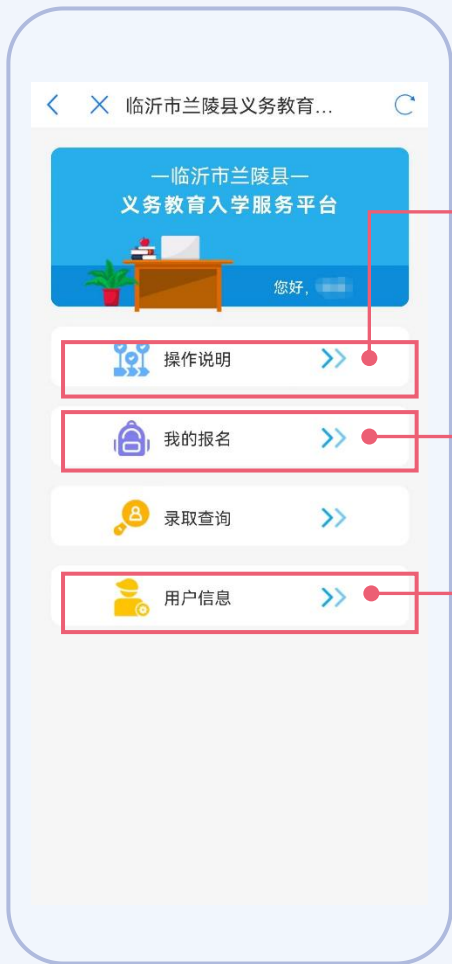 临沂市兰陵县义务教育...
—临沂市兰陵县—
义务教育入学服务平台
您好,
操作说明
我的报名
录取查询
用户信息